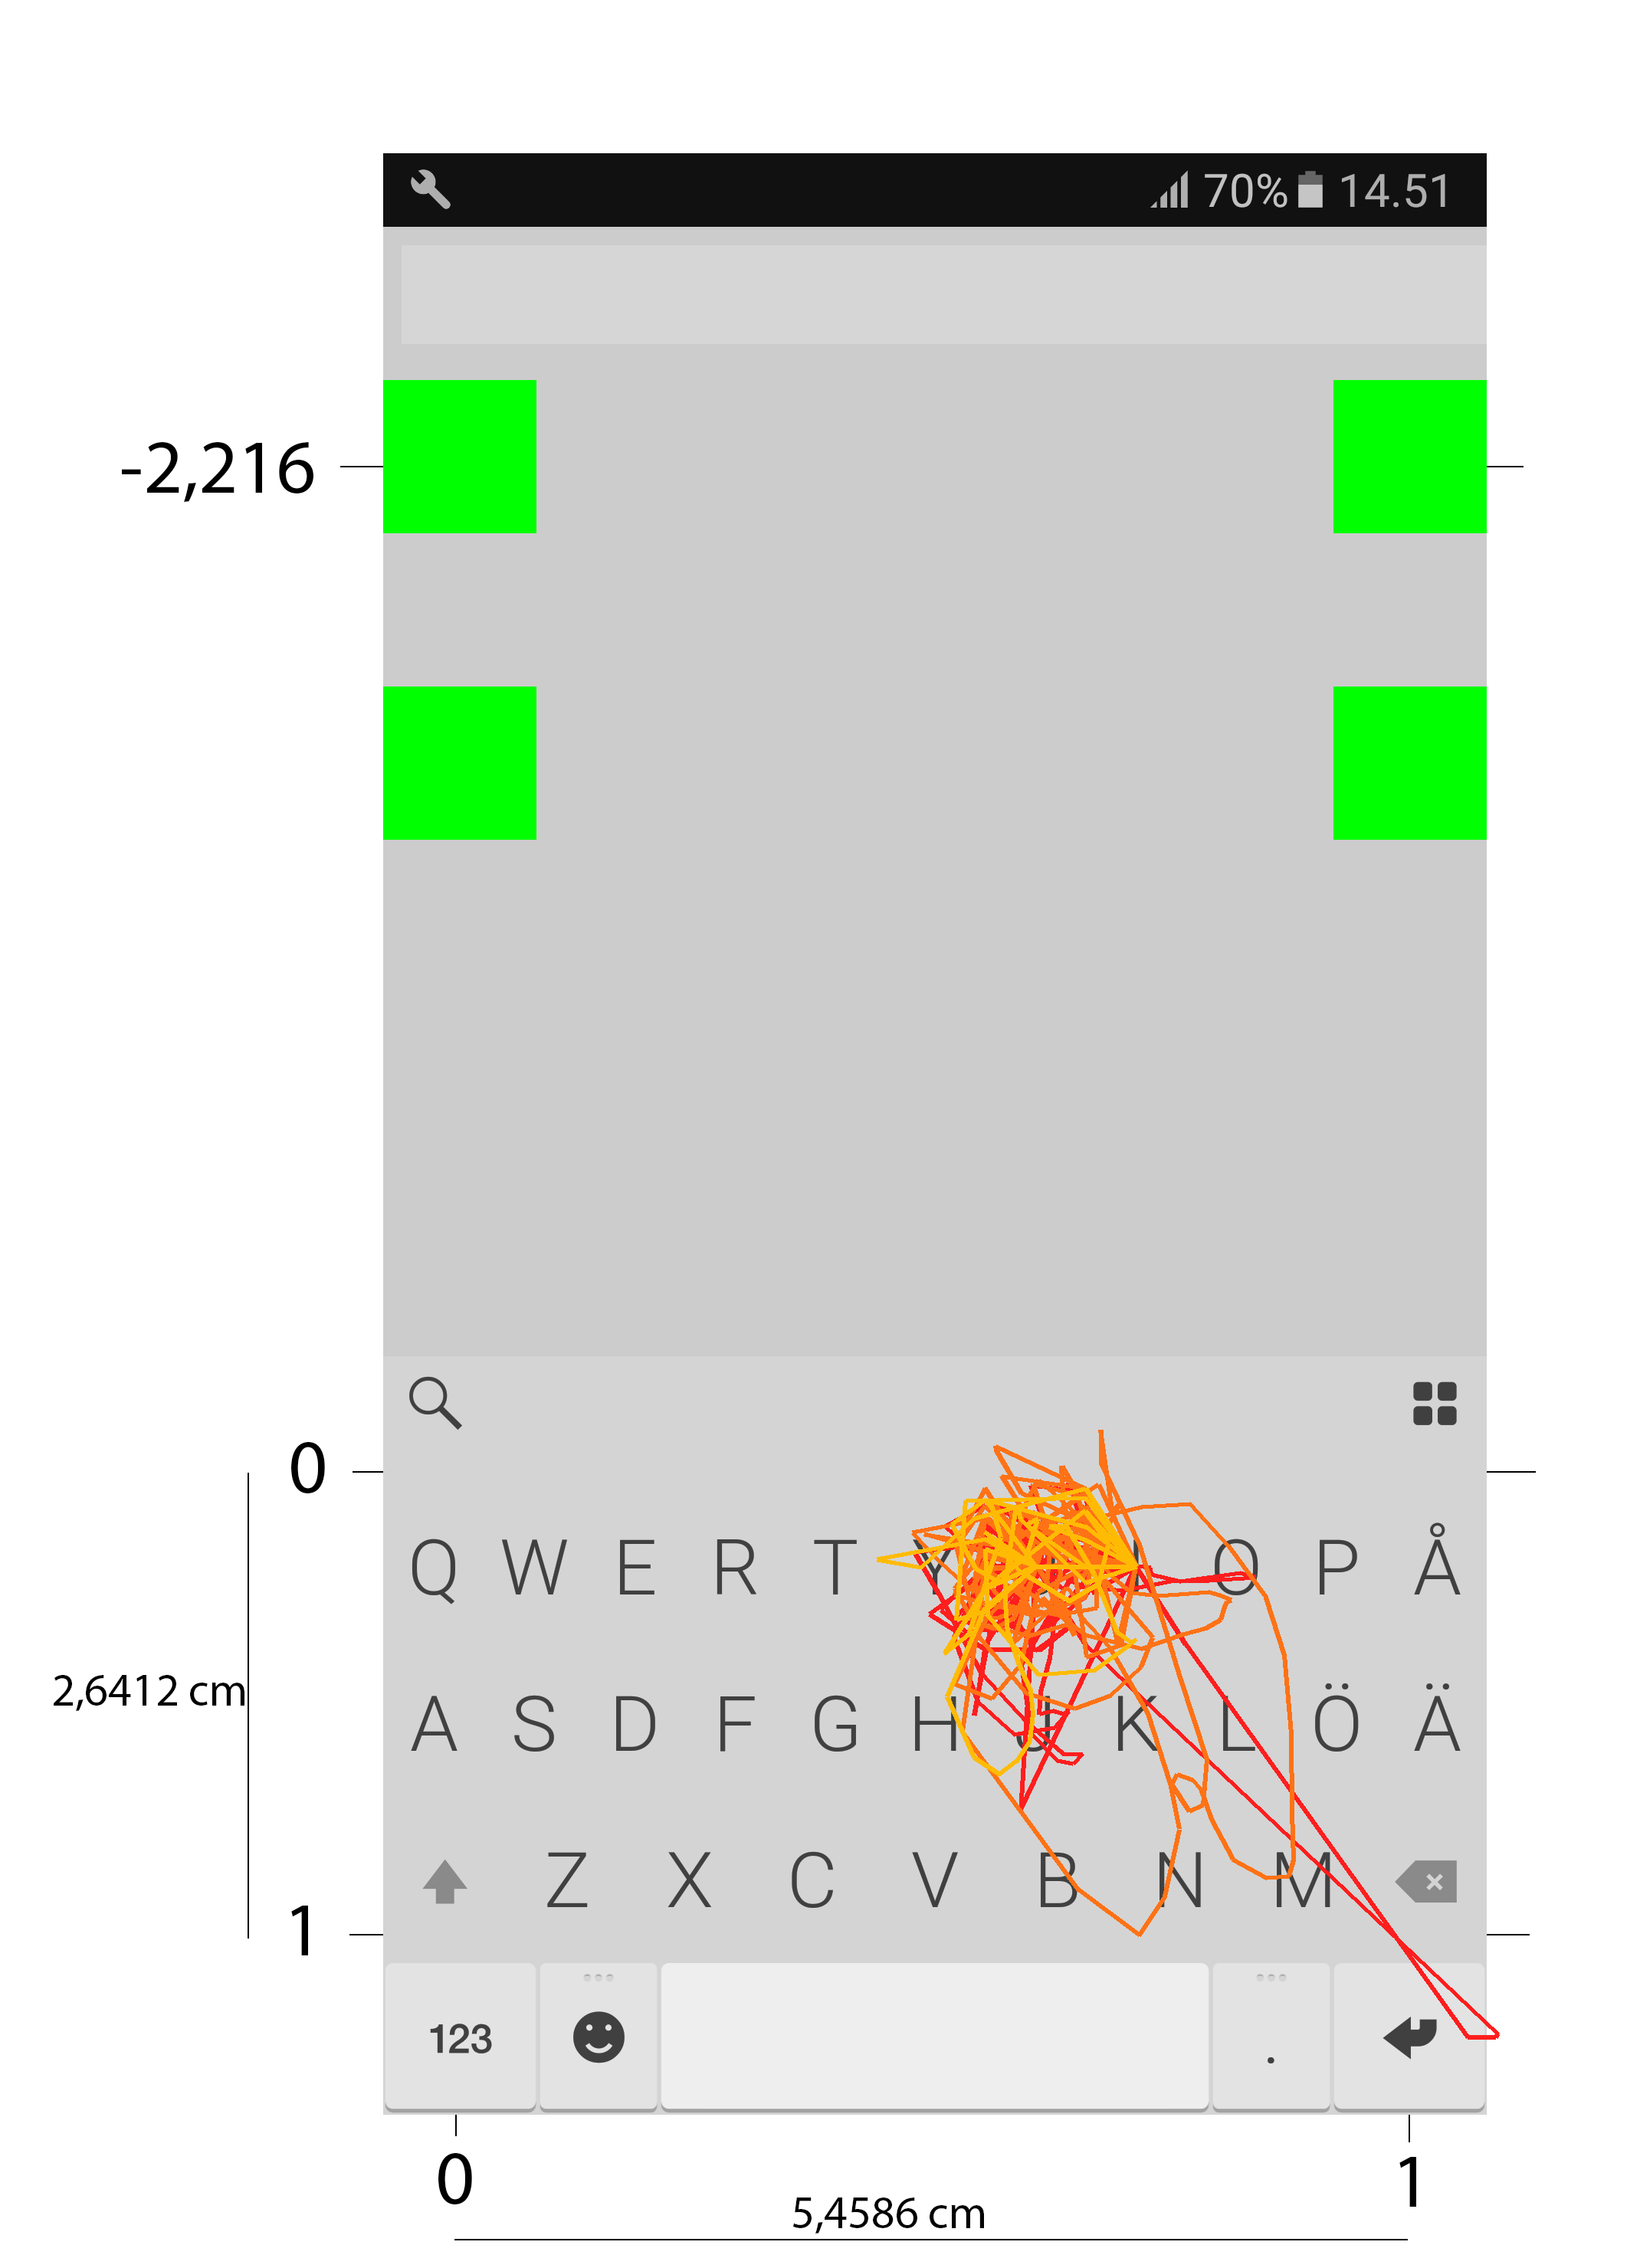 70% 14.51
-2,216
0
Q W E R T Y U I O P Å
2,6412 cm
A S D F G H J K L Ö Ä
Z X C V B N M
1
123 .
0 1
5,4586 cm